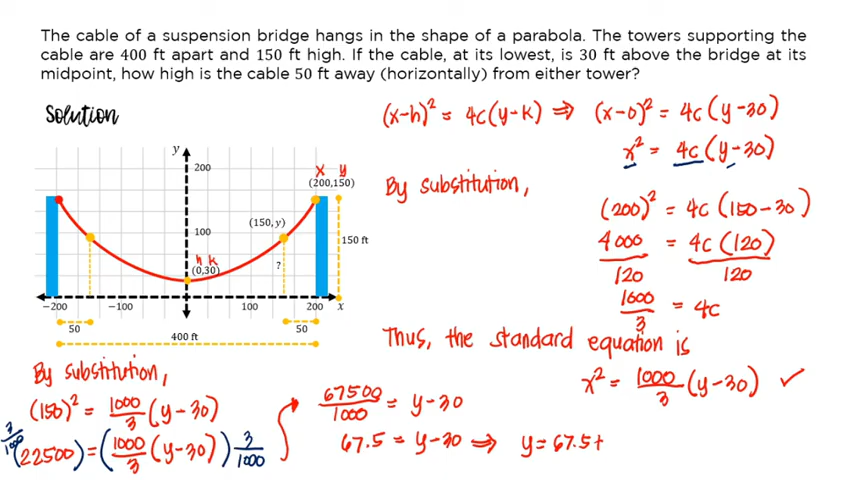 The cable of a suspension bridge hangs in the shape of a parabola. The towers supporting the
cable are 400 ft apart and 150 ft high. If the cable, at its lowest, is 30 ft above the bridge at its
midpoint, how high is the cable 50 ft away (horizontally) from either tower?
Solution
(x-h)² = 4c(y-k) ⇒ (x-0)² = 4c(y-30)
x² = 4c(y-30)
By substitution,
(200)² = 4c(150-30)
4000/120 = 4c(120)/120
1600/3 = 4c
Thus, the standard equation is
x² = 1000/3 (y-30) ✓
y
200
x y
(200,150)
100
(150, y)
150 ft
h k
(0,30)
?
-200
-100
100
200
x
50
50
400 ft
By substitution,
(150)² = 1000/3 (y-30)
3/1000 (22500) = (1000/3 (y-30)) 3/1000
67500/1000 = y-30
67.5 = y-30 ⇒ y = 67.5+